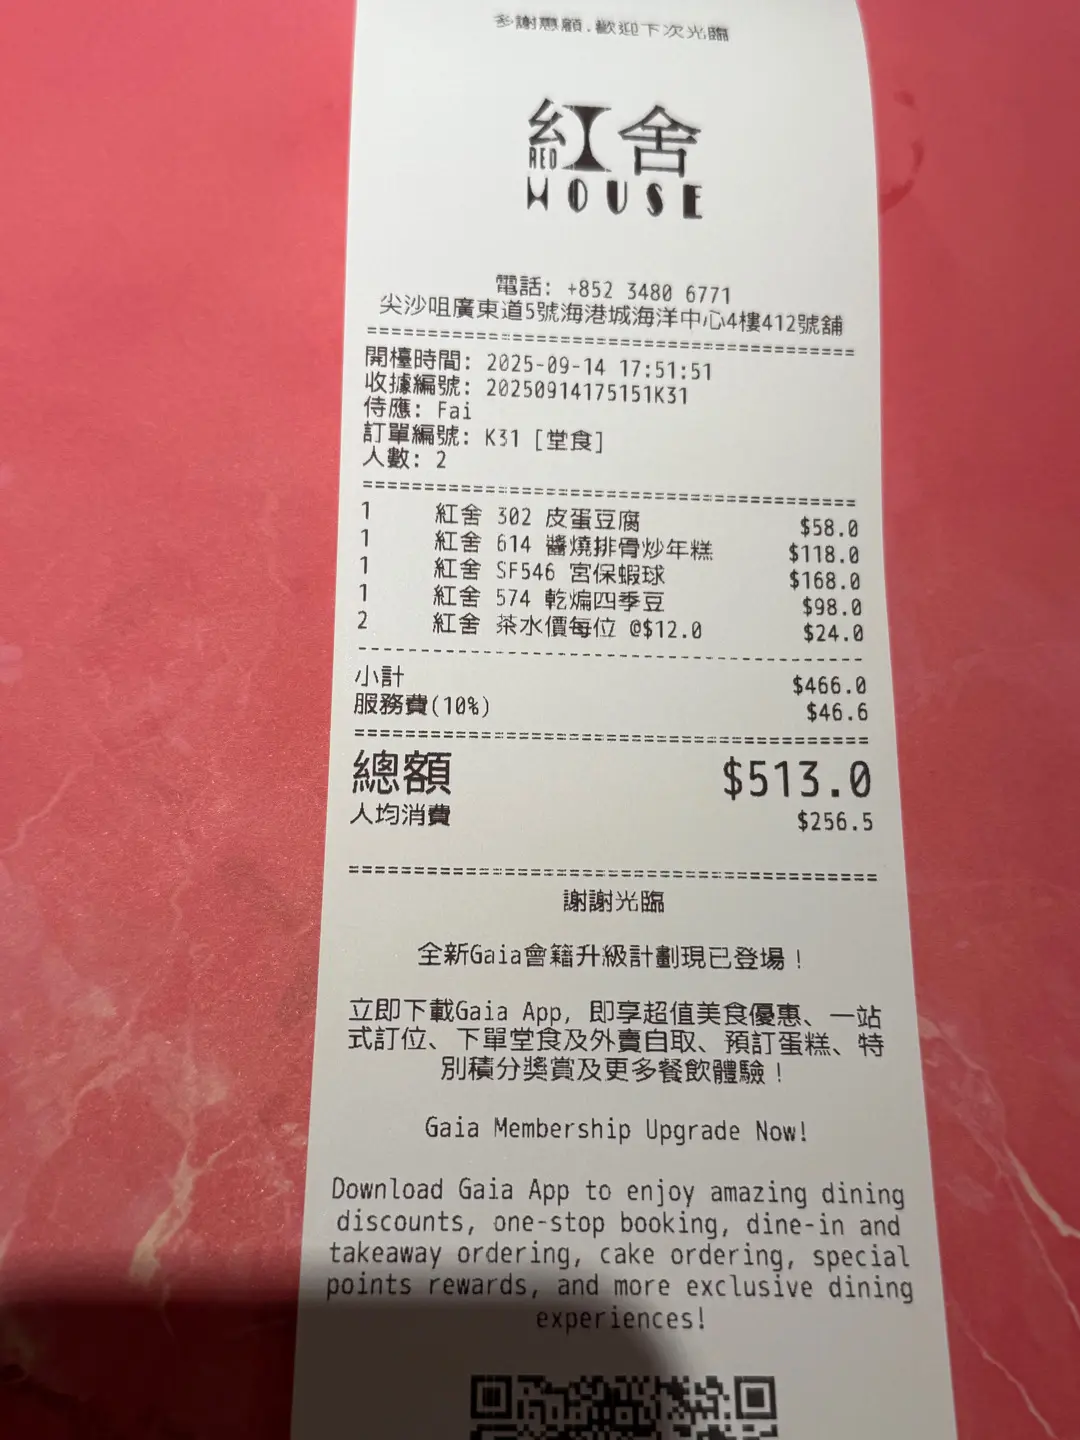 多謝惠顧.歡迎下次光臨
紅舍
RED
HOUSE
電話: +852 3480 6771
尖沙咀廣東道5號海港城海洋中心4樓412號舖
開檯時間: 2025-09-14 17:51:51
收據編號: 20250914175151K31
侍應: Fai
訂單編號: K31 [堂食]
人數: 2
1 紅舍 302 皮蛋豆腐 $58.0
1 紅舍 614 醬燒排骨炒年糕 $118.0
1 紅舍 SF546 宮保蝦球 $168.0
1 紅舍 574 乾煸四季豆 $98.0
2 紅舍 茶水價每位 @$12.0 $24.0
小計 $466.0
服務費(10%) $46.6
總額 $513.0
人均消費 $256.5
謝謝光臨
全新Gaia會籍升級計劃現已登場！
立即下載Gaia App, 即享超值美食優惠、一站
式訂位、下單堂食及外賣自取、預訂蛋糕、特
別積分獎賞及更多餐飲體驗！
Gaia Membership Upgrade Now!
Download Gaia App to enjoy amazing dining
discounts, one-stop booking, dine-in and
takeaway ordering, cake ordering, special
points rewards, and more exclusive dining
experiences!